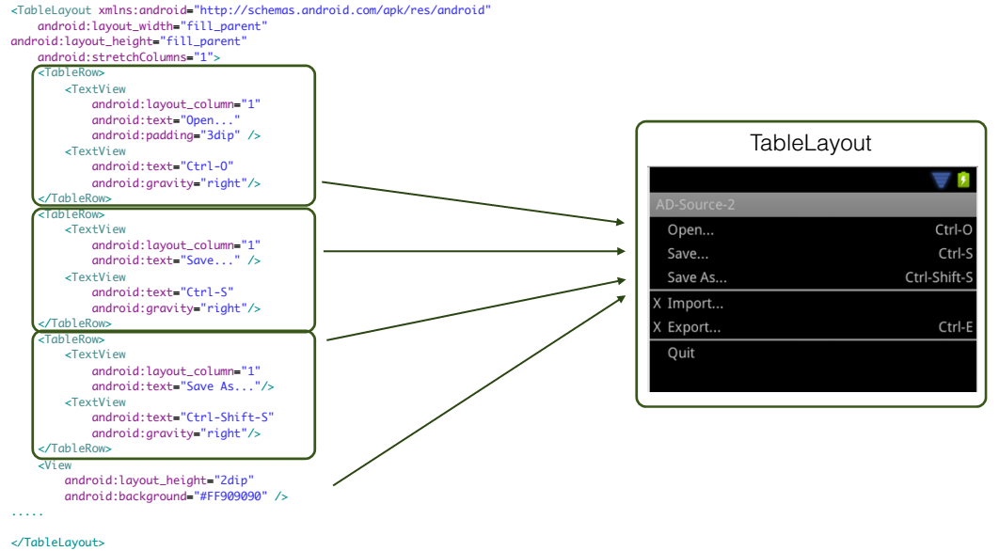 <TableLayout xmlns:android="http://schemas.android.com/apk/res/android"
    android:layout_width="fill_parent"
android:layout_height="fill_parent"
    android:stretchColumns="1">
    <TableRow>
        <TextView
            android:layout_column="1"
            android:text="Open..."
            android:padding="3dip" />
        <TextView
            android:text="Ctrl-O"
            android:gravity="right"/>
    </TableRow>
    <TableRow>
        <TextView
            android:layout_column="1"
            android:text="Save..." />
        <TextView
            android:text="Ctrl-S"
            android:gravity="right"/>
    </TableRow>
    <TableRow>
        <TextView
            android:layout_column="1"
            android:text="Save As..."/>
        <TextView
            android:text="Ctrl-Shift-S"
            android:gravity="right"/>
    </TableRow>
    <View
        android:layout_height="2dip"
        android:background="#FF909090" />
.....
</TableLayout>
TableLayout
AD-Source-2
Open... Ctrl-O
Save... Ctrl-S
Save As... Ctrl-Shift-S
X Import...
X Export... Ctrl-E
Quit